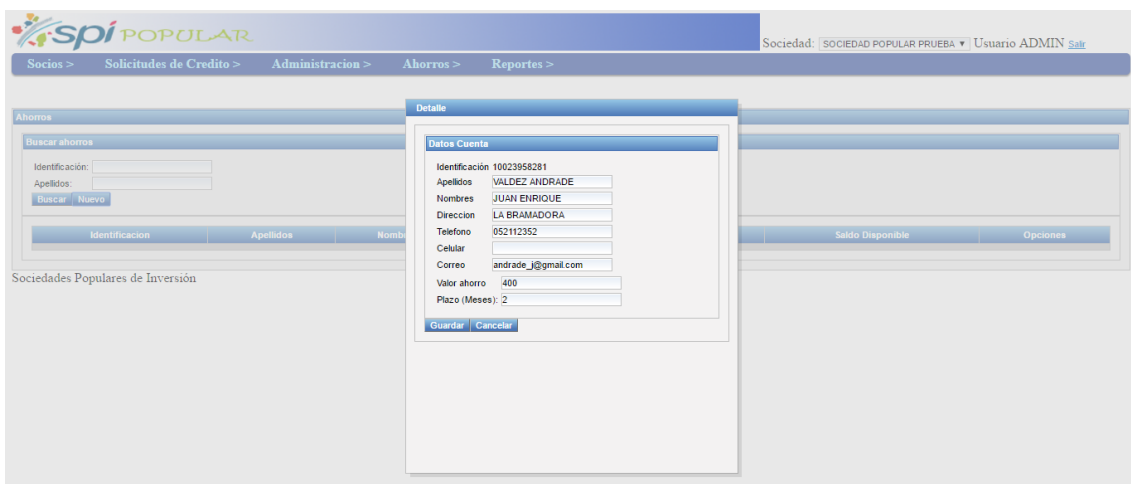 spi POPULAR
Sociedad: SOCIEDAD POPULAR PRUEBA ▼ Usuario ADMIN Salir
Socios > Solicitudes de Credito > Administracion > Ahorros > Reportes >
Ahorros
Buscar ahorros
Identificación:
Apellidos:
Buscar Nuevo
Identificacion Apellidos Saldo Disponible Opciones
Sociedades Populares de Inversión
Detalle
Datos Cuenta
Identificación 10023958281
Apellidos VALDEZ ANDRADE
Nombres JUAN ENRIQUE
Direccion LA BRAMADORA
Telefono 052112352
Celular
Correo andrade_j@gmail.com
Valor ahorro 400
Plazo (Meses): 2
Guardar Cancelar